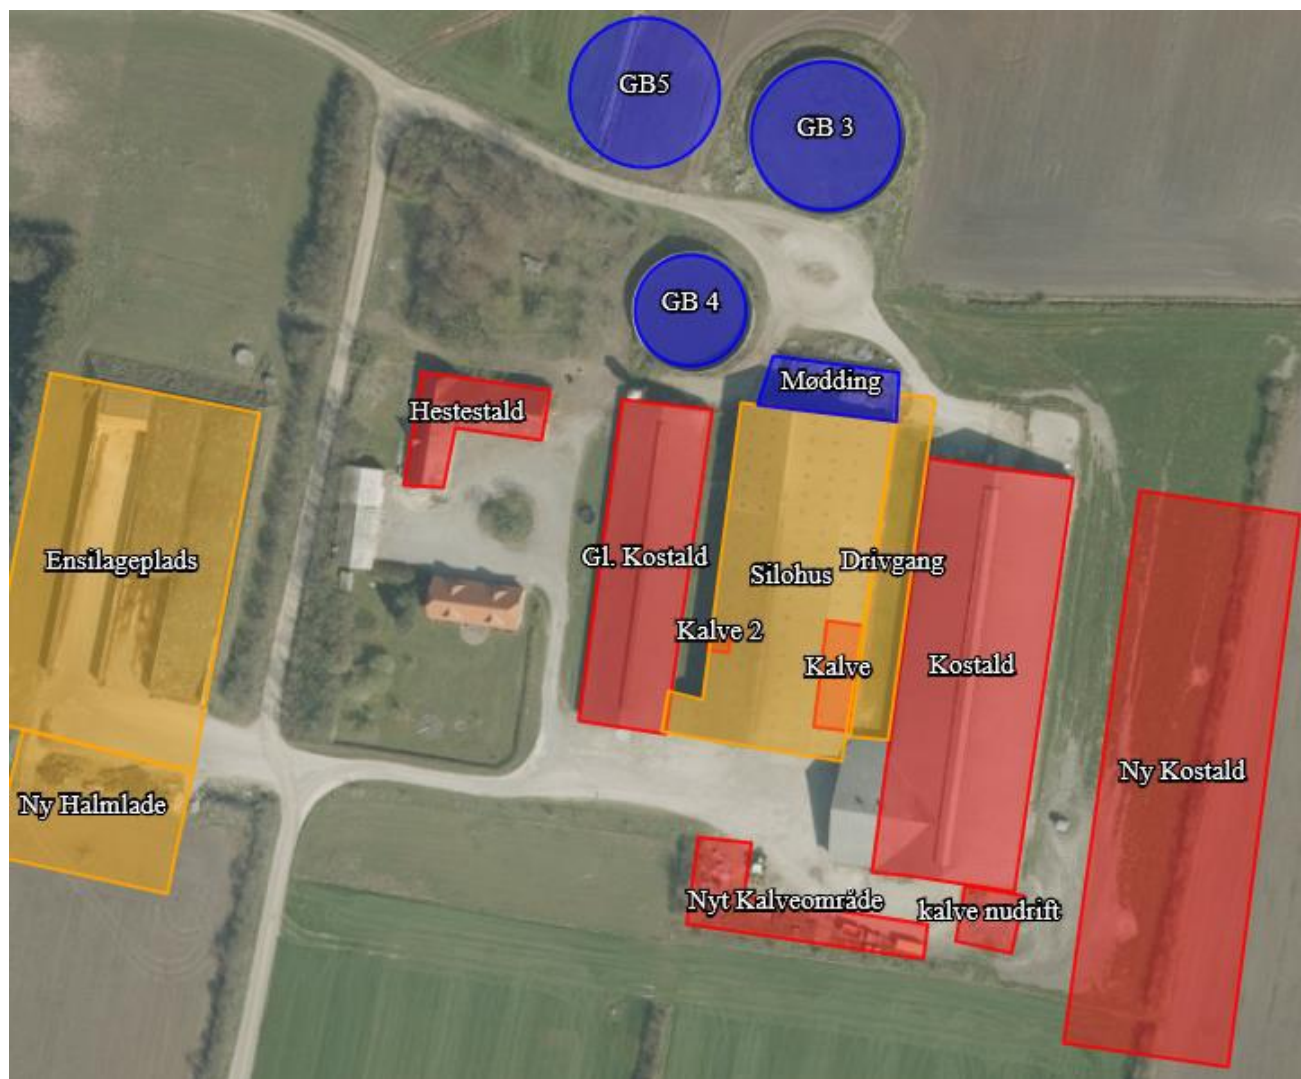 GB5
GB 3
GB 4
Mødding
Hestestald
Ensilageplads
Gl. Kostald
Silohus
Drivgang
Kalve 2
Kalve
Kostald
Ny Kostald
Ny Halmlade
Nyt Kalveområde
kalve nudrift